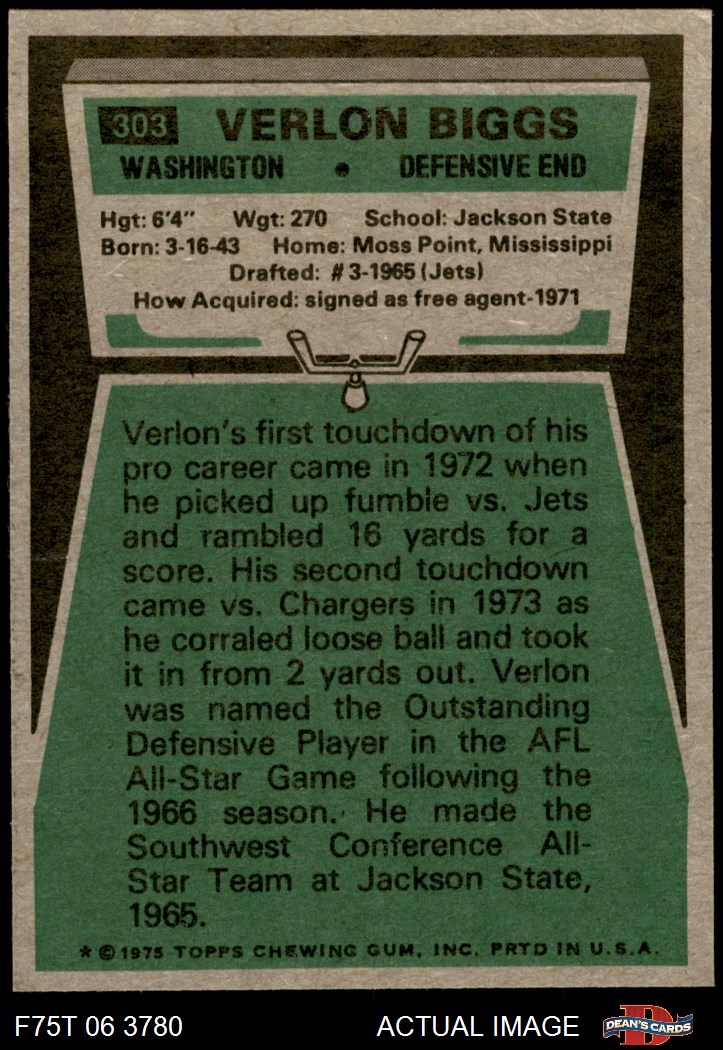 303 VERLON BIGGS
WASHINGTON • DEFENSIVE END
Hgt: 6'4" Wgt: 270 School: Jackson State
Born: 3-16-43 Home: Moss Point, Mississippi
Drafted: #3-1965 (Jets)
How Acquired: signed as free agent-1971
Verlon's first touchdown of his
pro career came in 1972 when
he picked up fumble vs. Jets
and rambled 16 yards for a
score. His second touchdown
came vs. Chargers in 1973 as
he corraled loose ball and took
it in from 2 yards out. Verlon
was named the Outstanding
Defensive Player in the AFL
All-Star Game following the
1966 season. He made the
Southwest Conference All-
Star Team at Jackson State,
1965.
* © 1975 TOPPS CHEWING GUM, INC. PRTD IN U.S.A.
F75T 06 3780 ACTUAL IMAGE DEAN'S CARDS